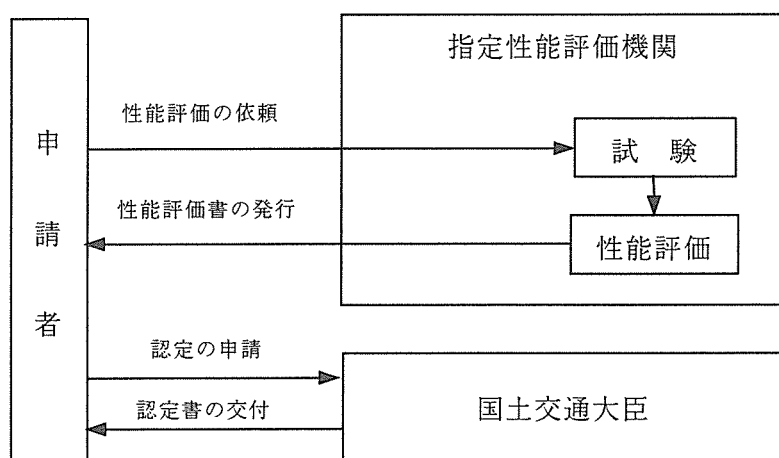 申請者
指定性能評価機関
性能評価の依頼
試 験
性能評価書の発行
性能評価
認定の申請
認定書の交付
国土交通大臣